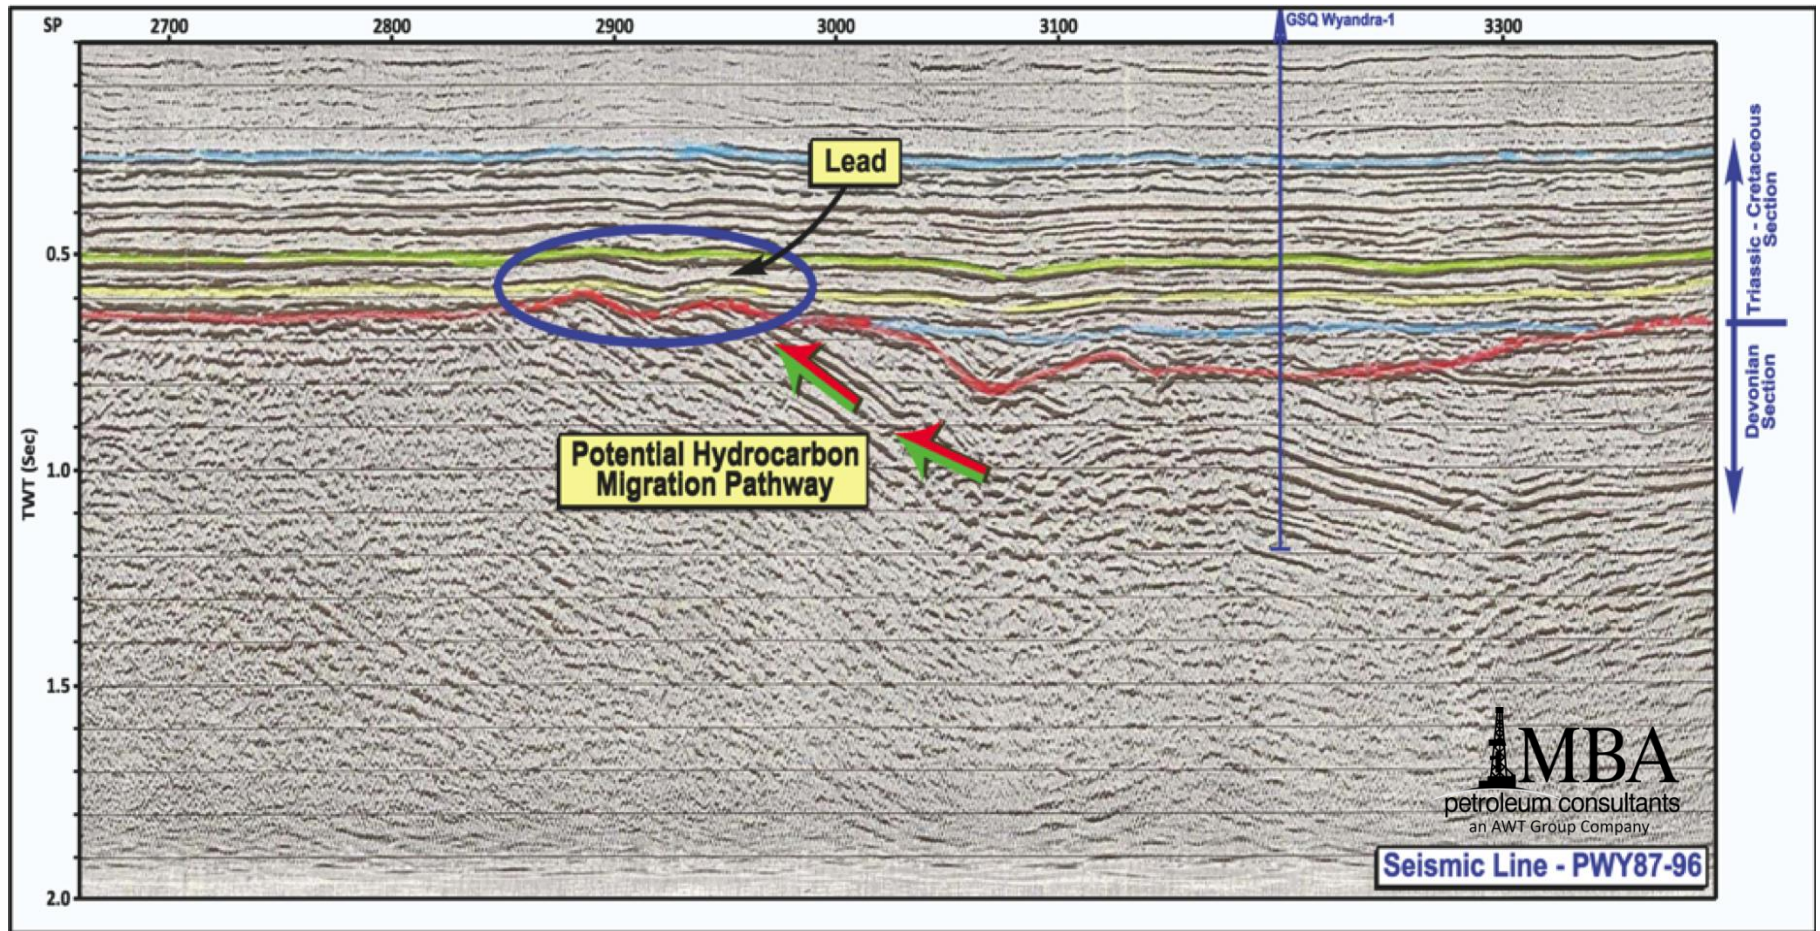 SP
2700
2800
2900
3000
3100
GSQ Wyandra-1
3300
Lead
0.5
Triassic - Cretaceous
Section
Devonian
Section
Potential Hydrocarbon
Migration Pathway
TWT (Sec)
1.0
1.5
MBA
petroleum consultants
an AWT Group Company
Seismic Line - PWY87-96
2.0